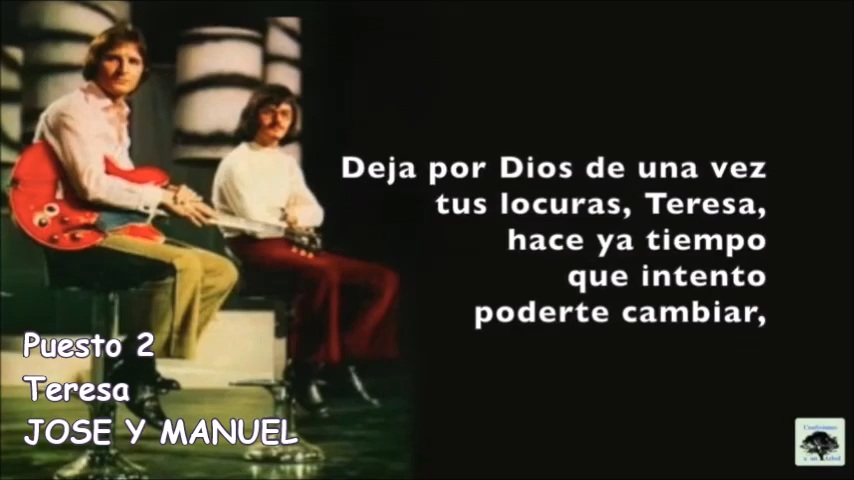 Deja por Dios de una vez
tus locuras, Teresa,
hace ya tiempo
que intento
poderte cambiar,
Puesto 2
Teresa
JOSE Y MANUEL